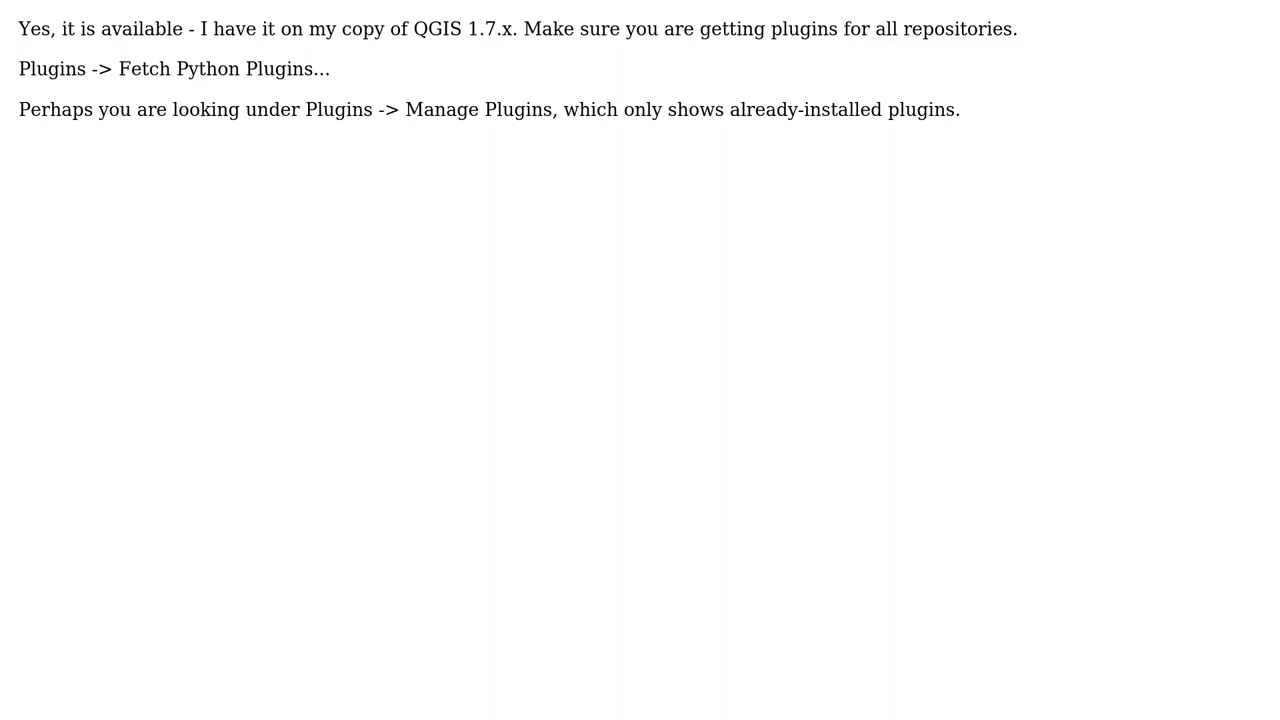 Yes, it is available - I have it on my copy of QGIS 1.7.x. Make sure you are getting plugins for all repositories.
Plugins -> Fetch Python Plugins...
Perhaps you are looking under Plugins -> Manage Plugins, which only shows already-installed plugins.